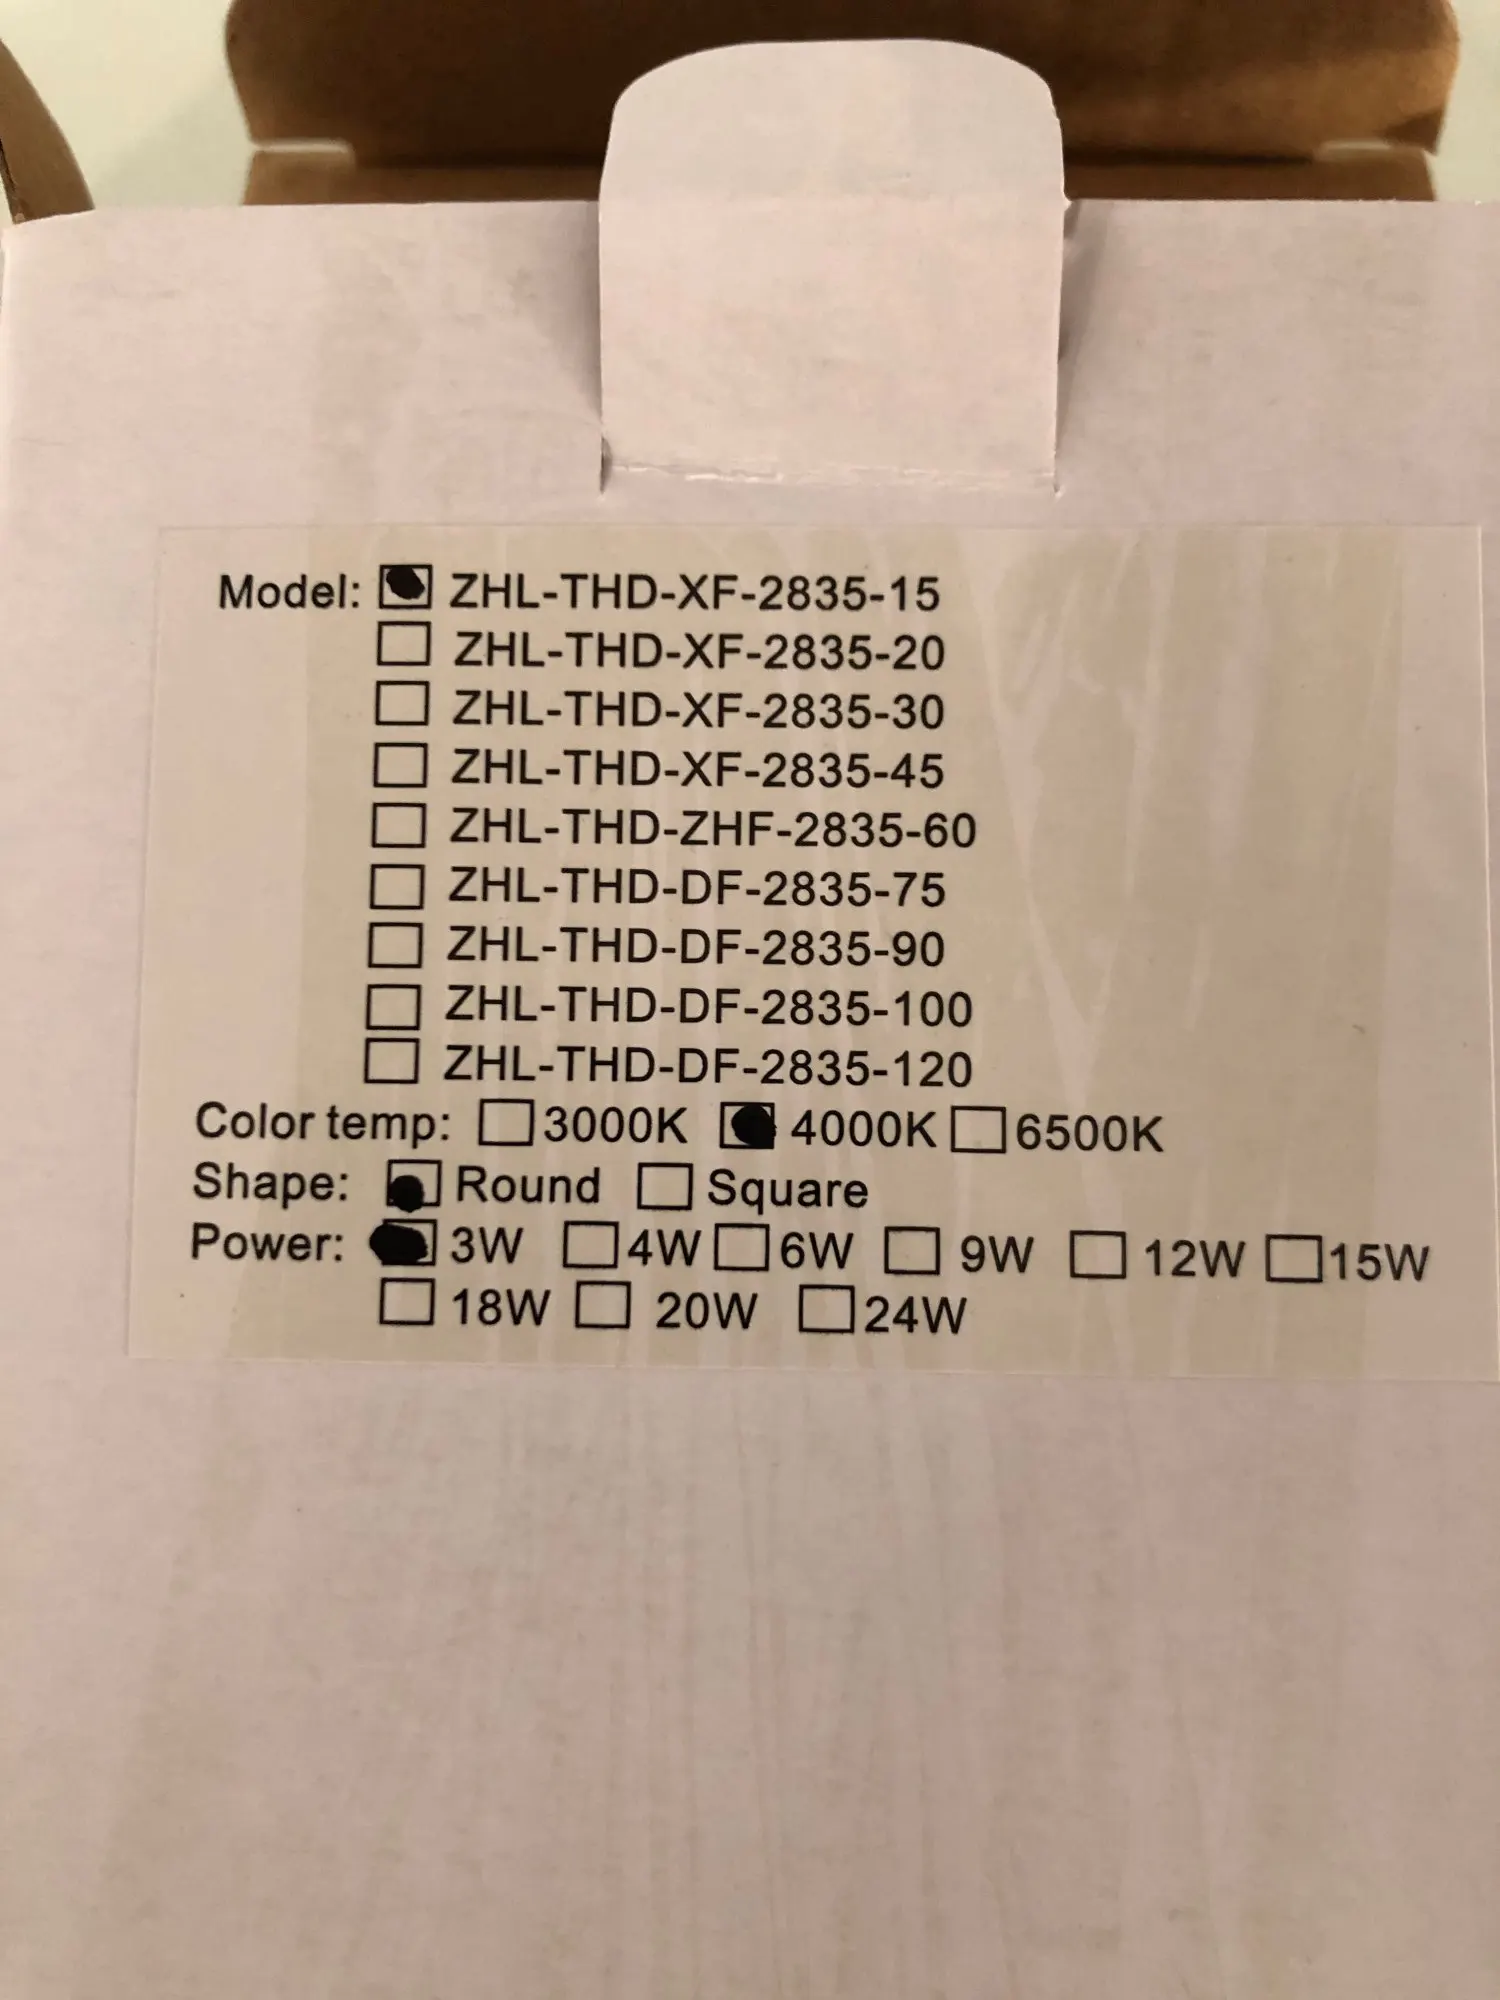 Model: ZHL-THD-XF-2835-15
ZHL-THD-XF-2835-20
ZHL-THD-XF-2835-30
ZHL-THD-XF-2835-45
ZHL-THD-ZHF-2835-60
ZHL-THD-DF-2835-75
ZHL-THD-DF-2835-90
ZHL-THD-DF-2835-100
ZHL-THD-DF-2835-120
Color temp: 3000K 4000K 6500K
Shape: Round Square
Power: 3W 4W 6W 9W 12W 15W
18W 20W 24W